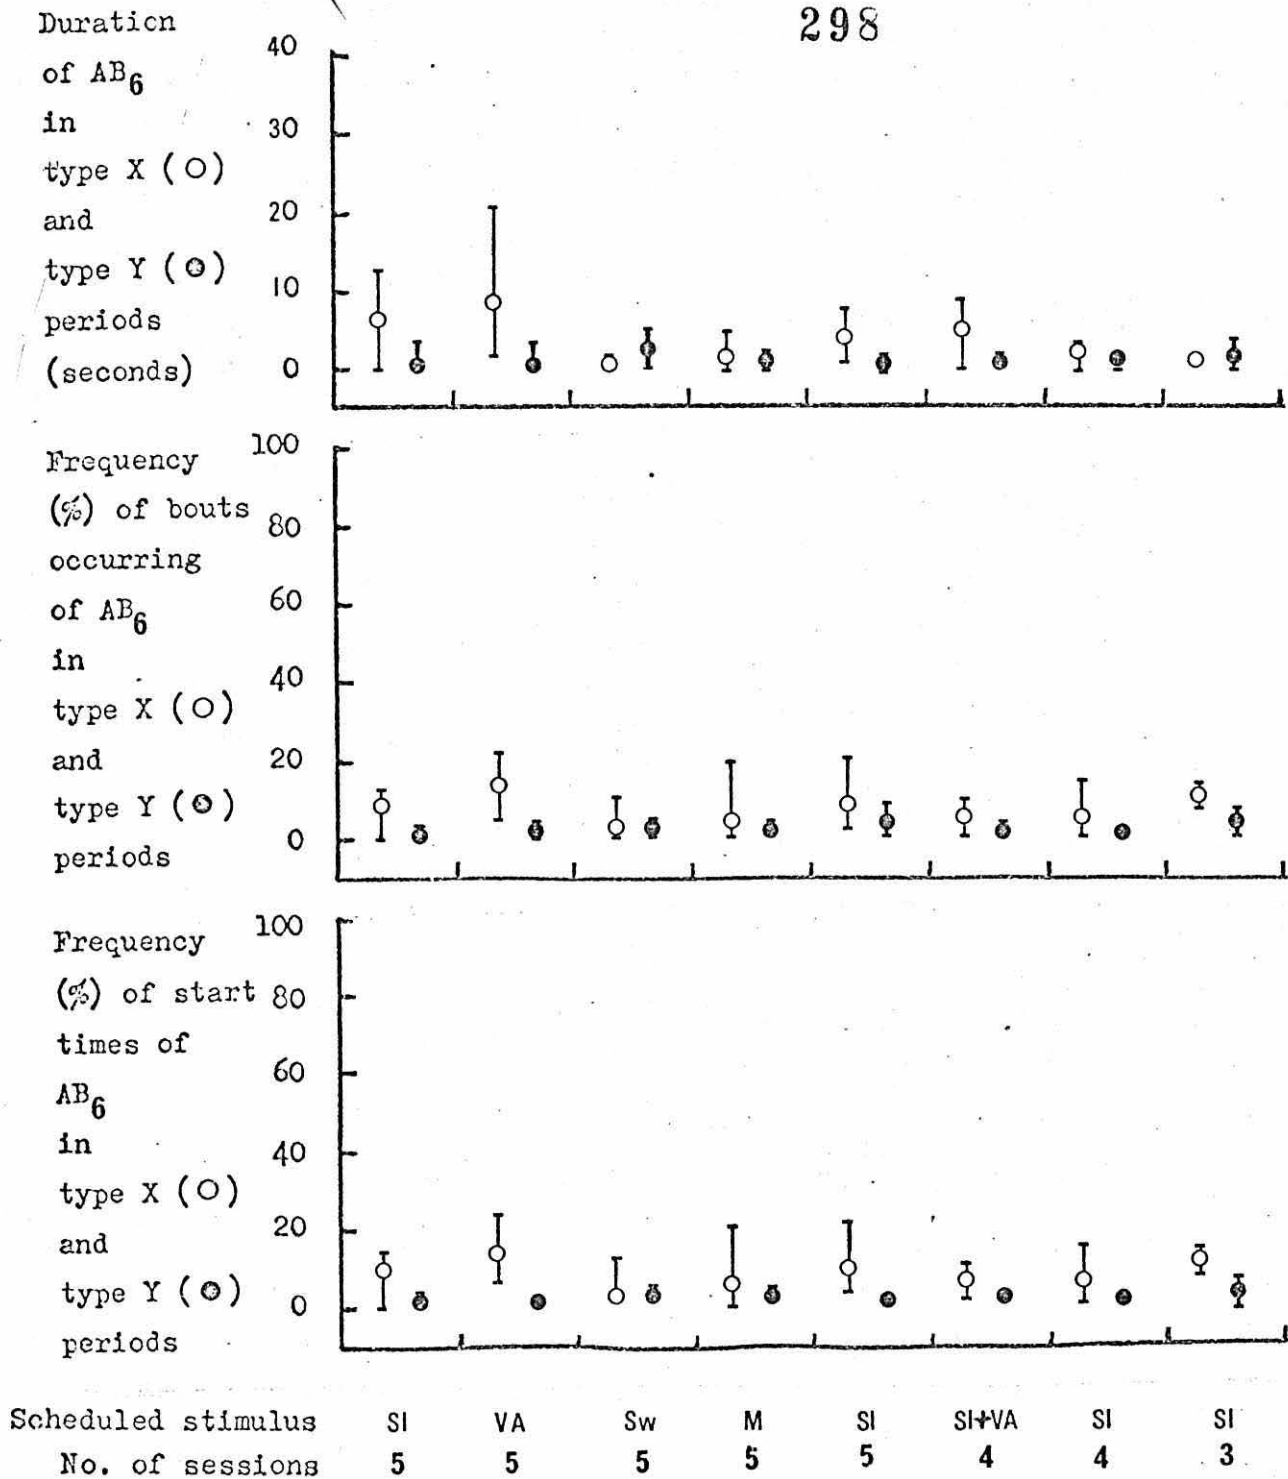 298
Duration
of AB6
in
type X (O)
and
type Y (●)
periods
(seconds)
40
30
20
10
0
Frequency
(%) of bouts
occurring
of AB6
in
type X (O)
and
type Y (●)
periods
100
80
60
40
20
0
Frequency
(%) of start
times of
AB6
in
type X (O)
and
type Y (●)
periods
100
80
60
40
20
0
Scheduled stimulus SI VA Sw M SI SI+VA SI SI
No. of sessions 5 5 5 5 5 4 4 3